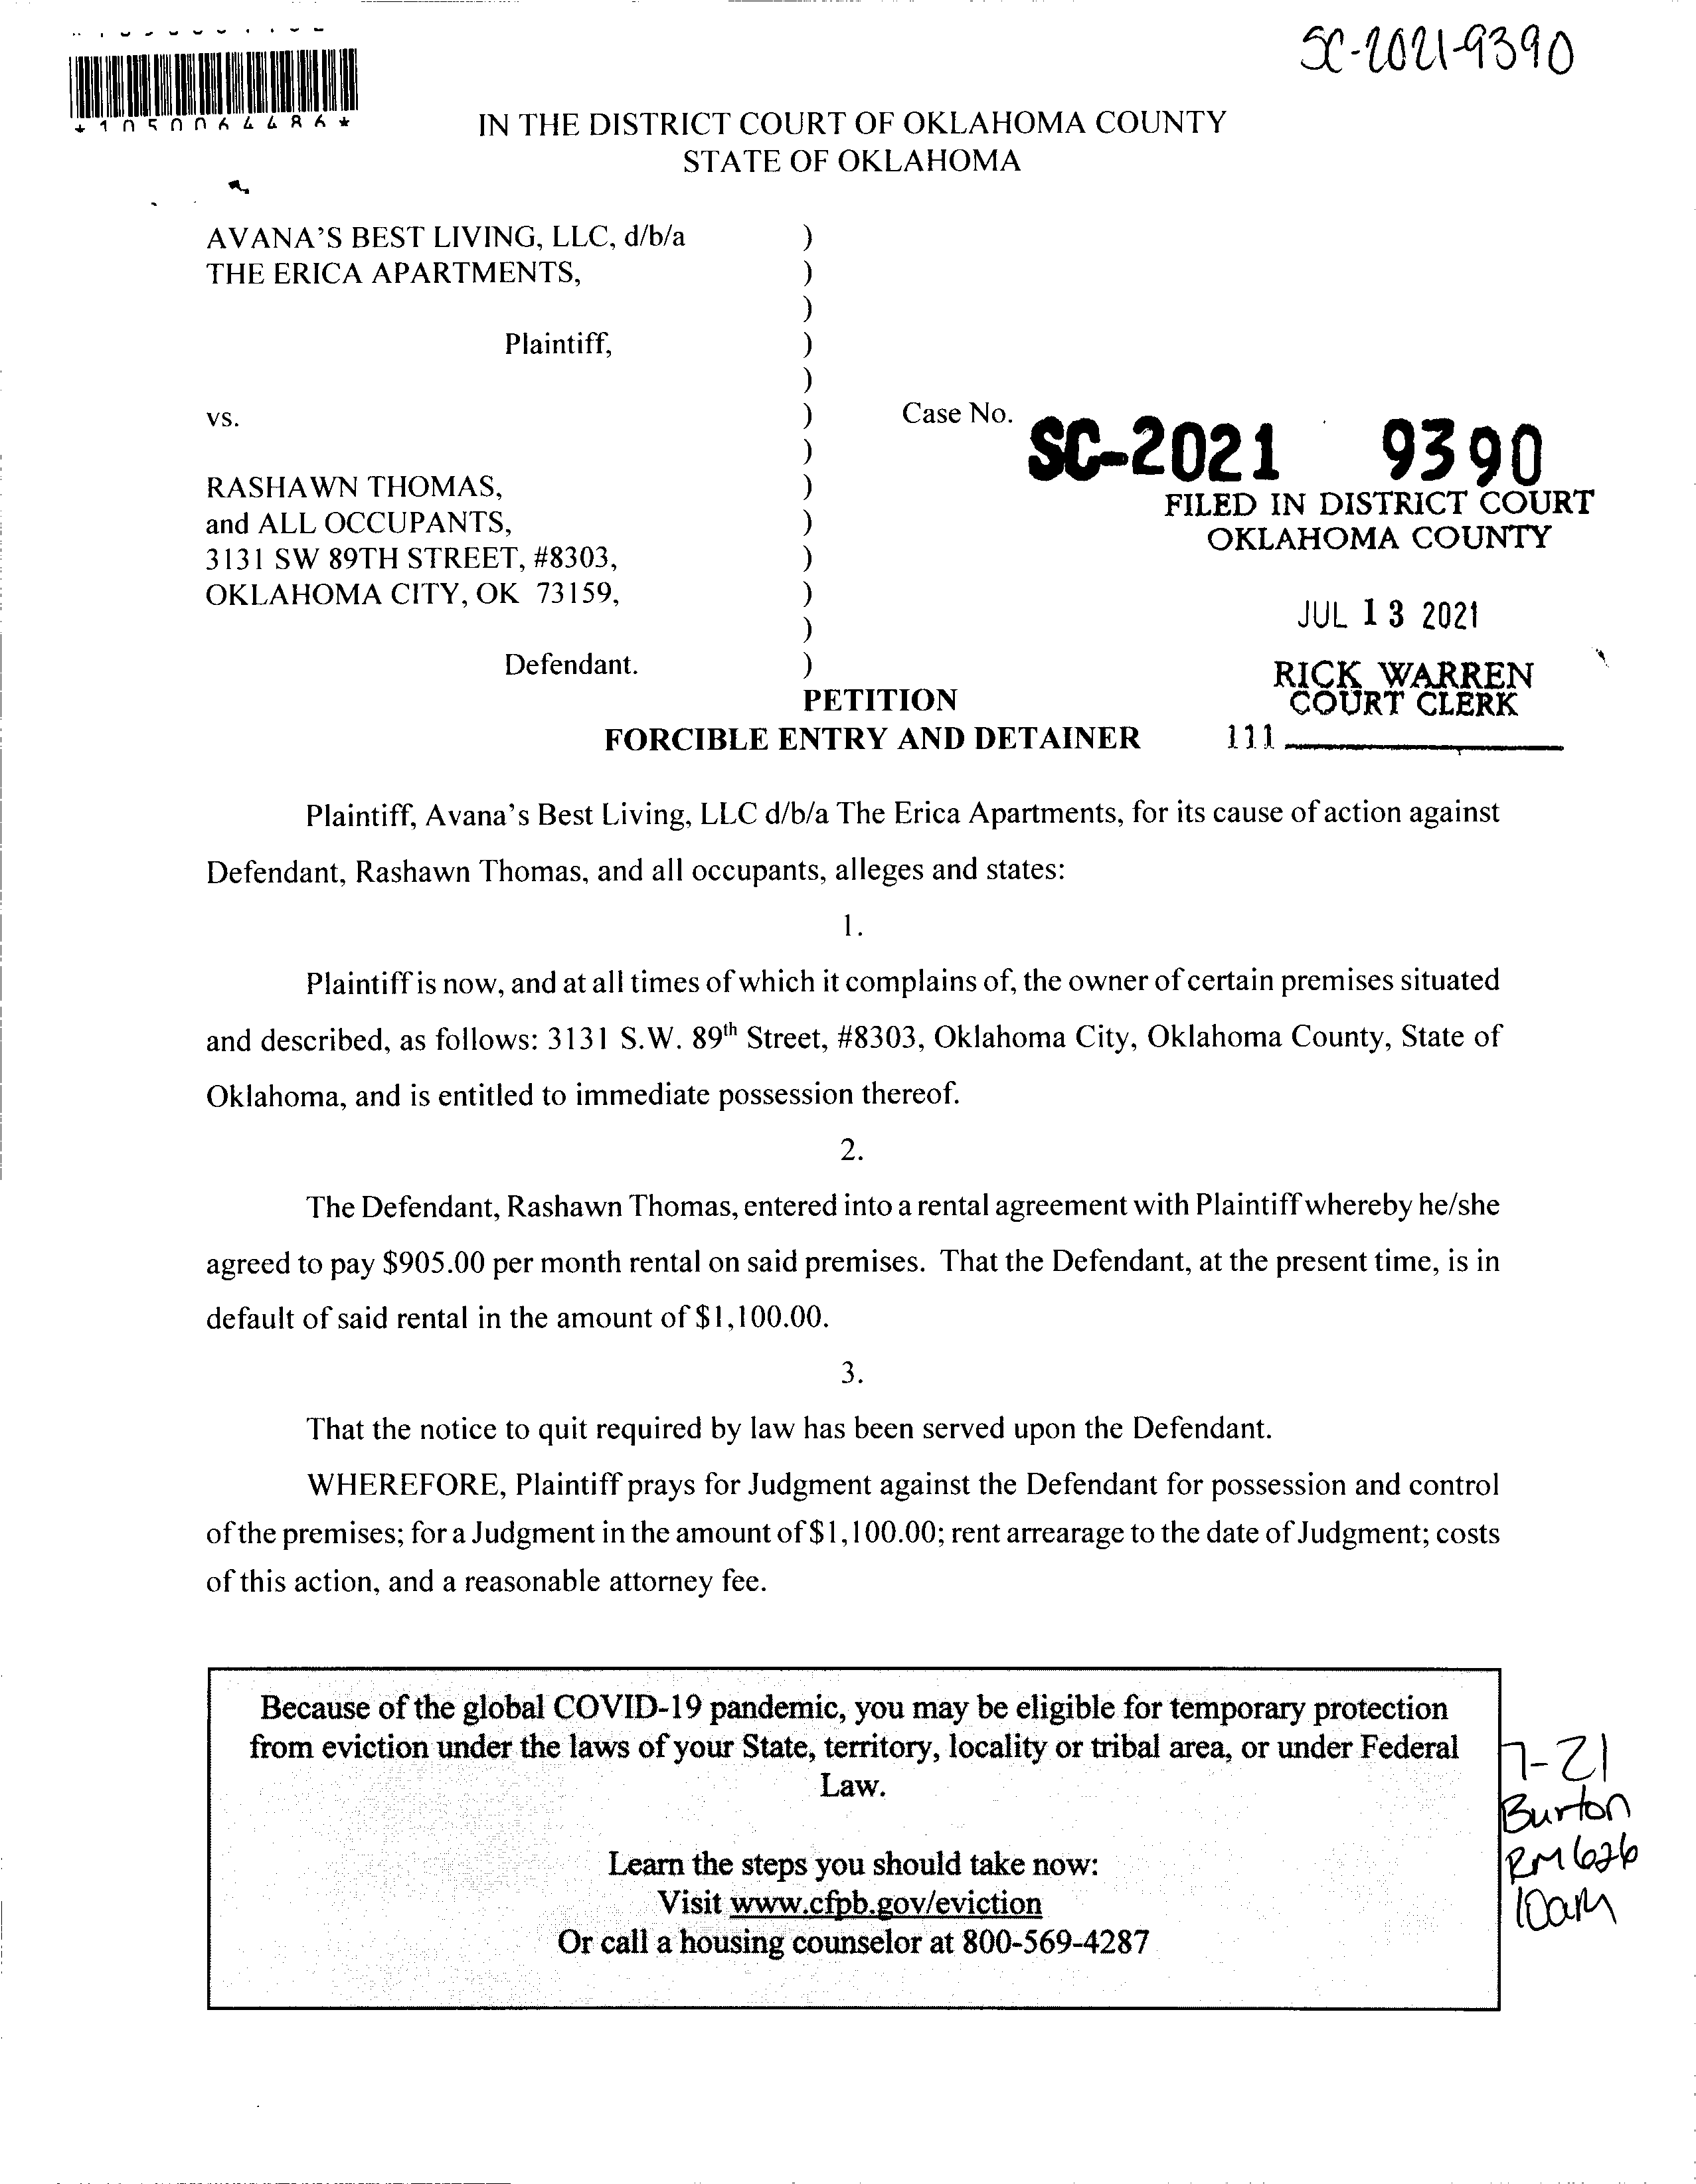 SC-2021-9390
*1050064486*
IN THE DISTRICT COURT OF OKLAHOMA COUNTY
STATE OF OKLAHOMA
AVANA'S BEST LIVING, LLC, d/b/a )
THE ERICA APARTMENTS, )
)
Plaintiff, )
)
vs. ) Case No. SC-2021 9390
)
RASHAWN THOMAS, )
and ALL OCCUPANTS, )
3131 SW 89TH STREET, #8303, )
OKLAHOMA CITY, OK 73159, )
)
Defendant. )
FILED IN DISTRICT COURT
OKLAHOMA COUNTY
JUL 13 2021
RICK WARREN
COURT CLERK
111
PETITION
FORCIBLE ENTRY AND DETAINER
Plaintiff, Avana's Best Living, LLC d/b/a The Erica Apartments, for its cause of action against
Defendant, Rashawn Thomas, and all occupants, alleges and states:
1.
Plaintiff is now, and at all times of which it complains of, the owner of certain premises situated
and described, as follows: 3131 S.W. 89th Street, #8303, Oklahoma City, Oklahoma County, State of
Oklahoma, and is entitled to immediate possession thereof.
2.
The Defendant, Rashawn Thomas, entered into a rental agreement with Plaintiff whereby he/she
agreed to pay $905.00 per month rental on said premises. That the Defendant, at the present time, is in
default of said rental in the amount of $1,100.00.
3.
That the notice to quit required by law has been served upon the Defendant.
WHEREFORE, Plaintiff prays for Judgment against the Defendant for possession and control
of the premises; for a Judgment in the amount of $1,100.00; rent arrearage to the date of Judgment; costs
of this action, and a reasonable attorney fee.
Because of the global COVID-19 pandemic, you may be eligible for temporary protection
from eviction under the laws of your State, territory, locality or tribal area, or under Federal
Law.
Learn the steps you should take now:
Visit www.cfpb.gov/eviction
Or call a housing counselor at 800-569-4287
7-21
Burton
RM 626
10am